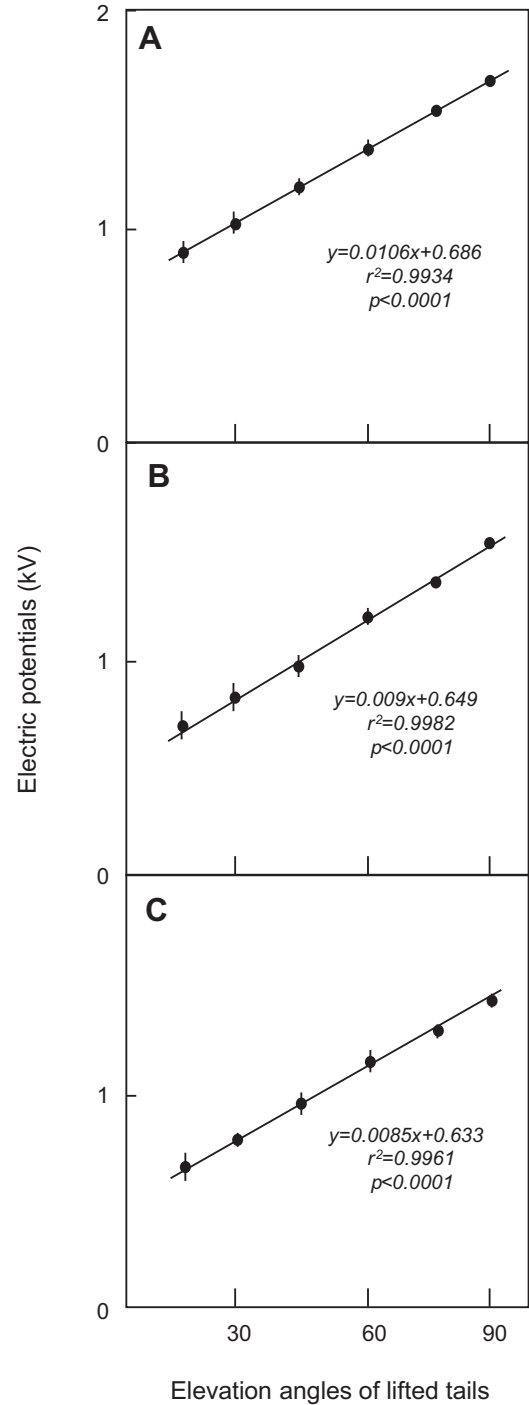 2
A
1
y=0.0106x+0.686
r²=0.9934
p<0.0001
0
B
Electric potentials (kV)
1
y=0.009x+0.649
r²=0.9982
p<0.0001
0
C
1
y=0.0085x+0.633
r²=0.9961
p<0.0001
0
30 60 90
Elevation angles of lifted tails